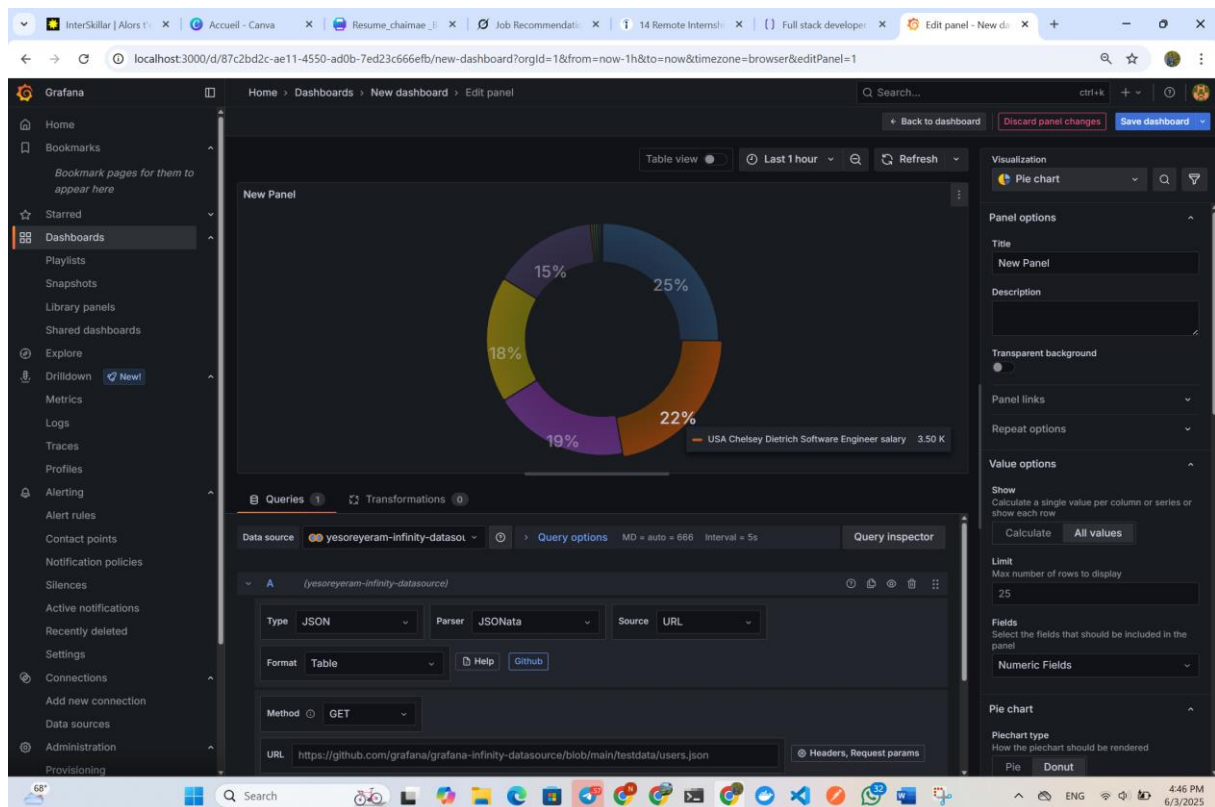 InterSkillar | Alors t'e
Accueil - Canva
Resume_chaimae _B
Job Recommendatio
14 Remote Internshi
Full stack developer
Edit panel - New da
localhost:3000/d/87c2bd2c-ae11-4550-ad0b-7ed23c666efb/new-dashboard?orgId=1&from=now-1h&to=now&timezone=browser&editPanel=1
Grafana
Home › Dashboards › New dashboard › Edit panel
Search...
ctrl+k
Home
Bookmarks
Bookmark pages for them to
appear here
Starred
Dashboards
Playlists
Snapshots
Library panels
Shared dashboards
Explore
Drilldown New!
Metrics
Logs
Traces
Profiles
Alerting
Alert rules
Contact points
Notification policies
Silences
Active notifications
Recently deleted
Settings
Connections
Add new connection
Data sources
Administration
Provisioning
Back to dashboard
Discard panel changes
Save dashboard
Table view
Last 1 hour
Refresh
New Panel
15%
25%
18%
22%
19%
USA Chelsey Dietrich Software Engineer salary 3.50 K
Queries 1
Transformations 0
Data source yesoreyeram-infinity-datasou
Query options MD = auto = 666 Interval = 5s
Query inspector
A (yesoreyeram-infinity-datasource)
Type JSON
Parser JSONata
Source URL
Format Table
Help
Github
Method GET
URL https://github.com/grafana/grafana-infinity-datasource/blob/main/testdata/users.json
Headers, Request params
Visualization
Pie chart
Panel options
Title
New Panel
Description
Transparent background
Panel links
Repeat options
Value options
Show
Calculate a single value per column or series or
show each row
Calculate All values
Limit
Max number of rows to display
25
Fields
Select the fields that should be included in the
panel
Numeric Fields
Pie chart
Piechart type
How the piechart should be rendered
Pie Donut
68°
Search
32
ENG
4:46 PM
6/3/2025